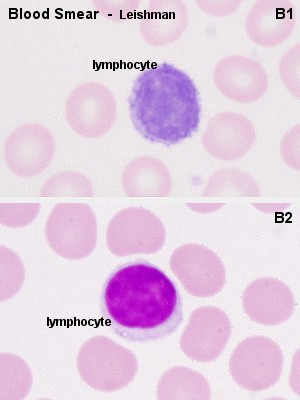 Blood Smear - Leishman B1
lymphocyte
B2
lymphocyte